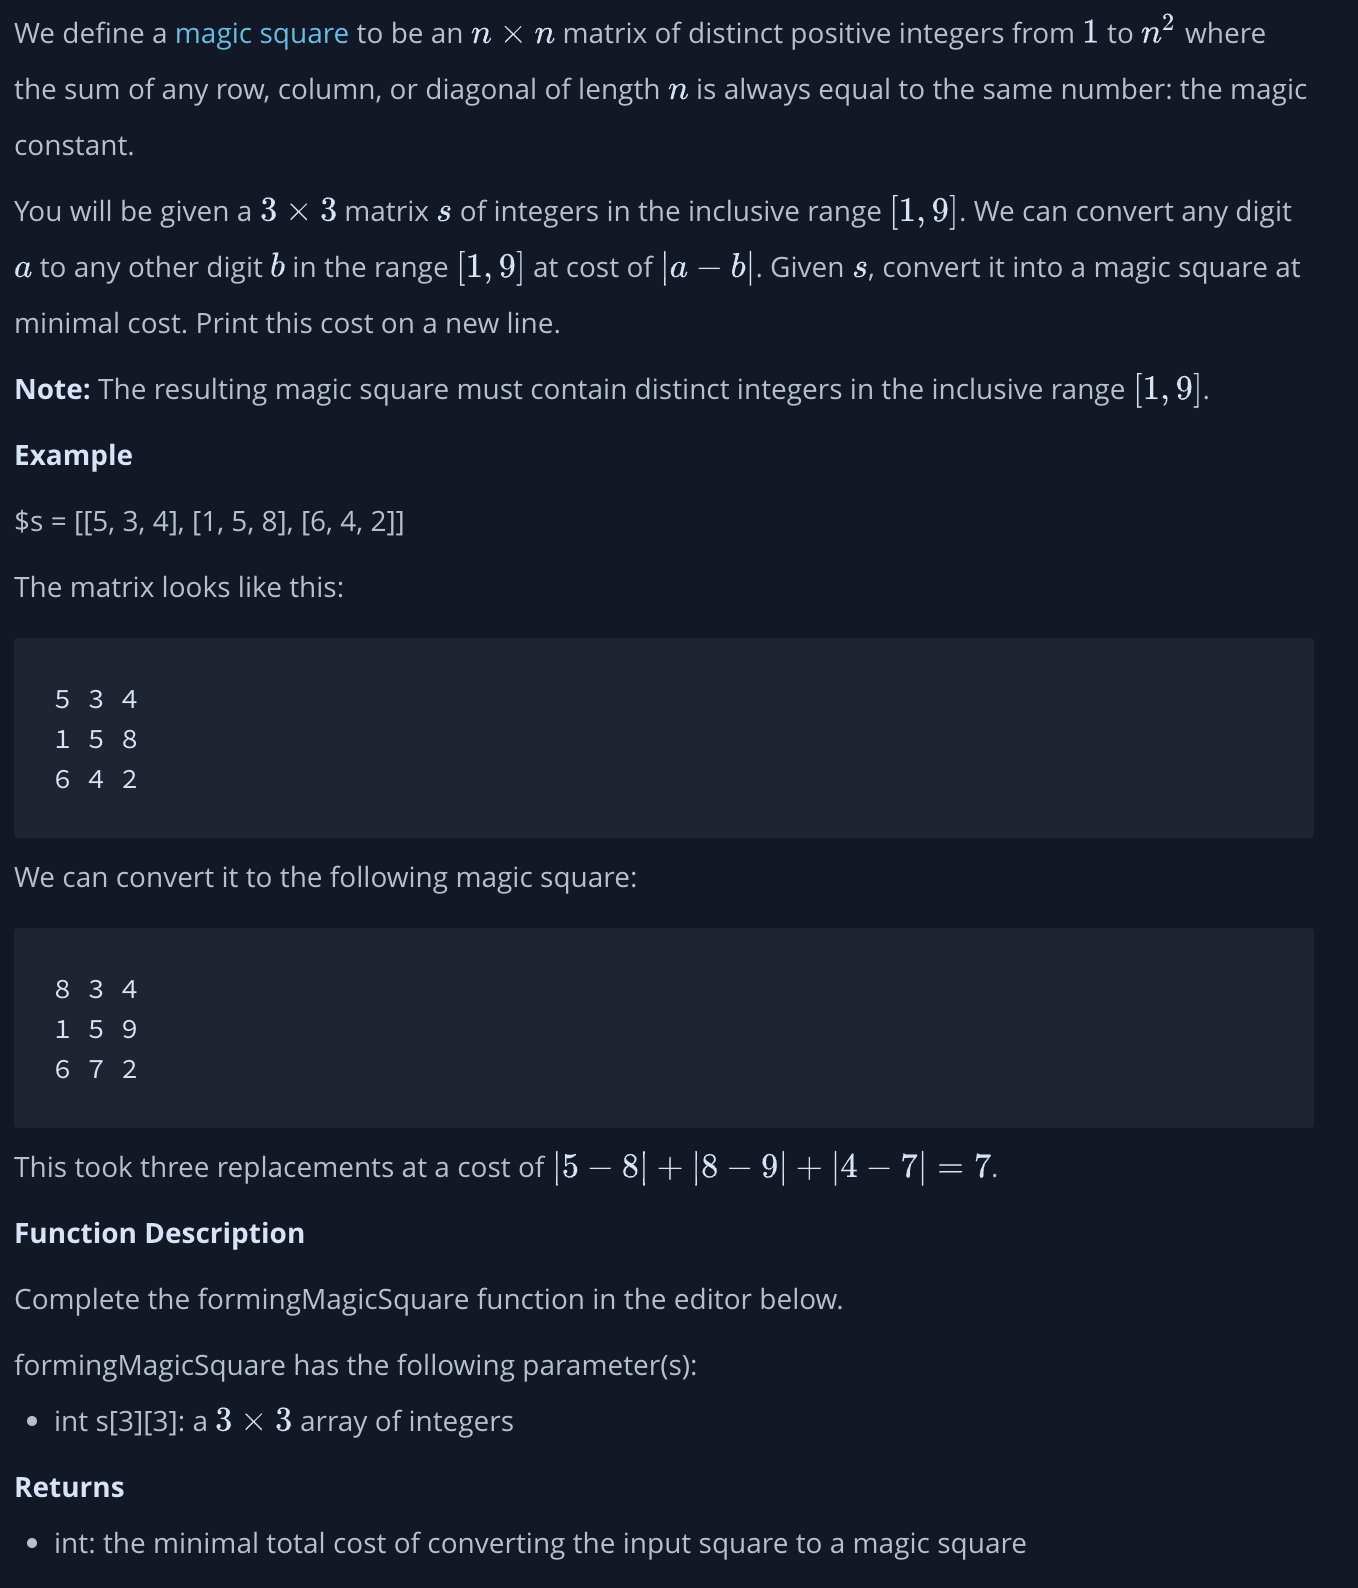 We define a magic square to be an n × n matrix of distinct positive integers from 1 to n² where
the sum of any row, column, or diagonal of length n is always equal to the same number: the magic
constant.
You will be given a 3 × 3 matrix s of integers in the inclusive range [1, 9]. We can convert any digit
a to any other digit b in the range [1, 9] at cost of |a − b|. Given s, convert it into a magic square at
minimal cost. Print this cost on a new line.
Note: The resulting magic square must contain distinct integers in the inclusive range [1, 9].
Example
$s = [[5, 3, 4], [1, 5, 8], [6, 4, 2]]
The matrix looks like this:
5 3 4
1 5 8
6 4 2
We can convert it to the following magic square:
8 3 4
1 5 9
6 7 2
This took three replacements at a cost of |5 − 8| + |8 − 9| + |4 − 7| = 7.
Function Description
Complete the formingMagicSquare function in the editor below.
formingMagicSquare has the following parameter(s):
• int s[3][3]: a 3 × 3 array of integers
Returns
• int: the minimal total cost of converting the input square to a magic square